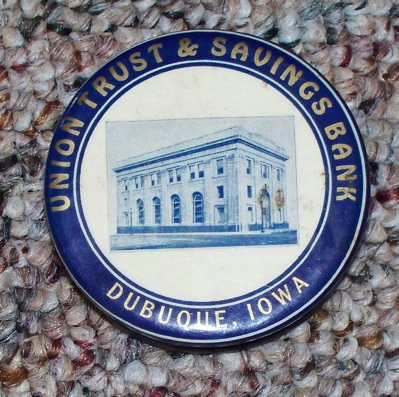 UNION TRUST & SAVINGS BANK
DUBUQUE, IOWA